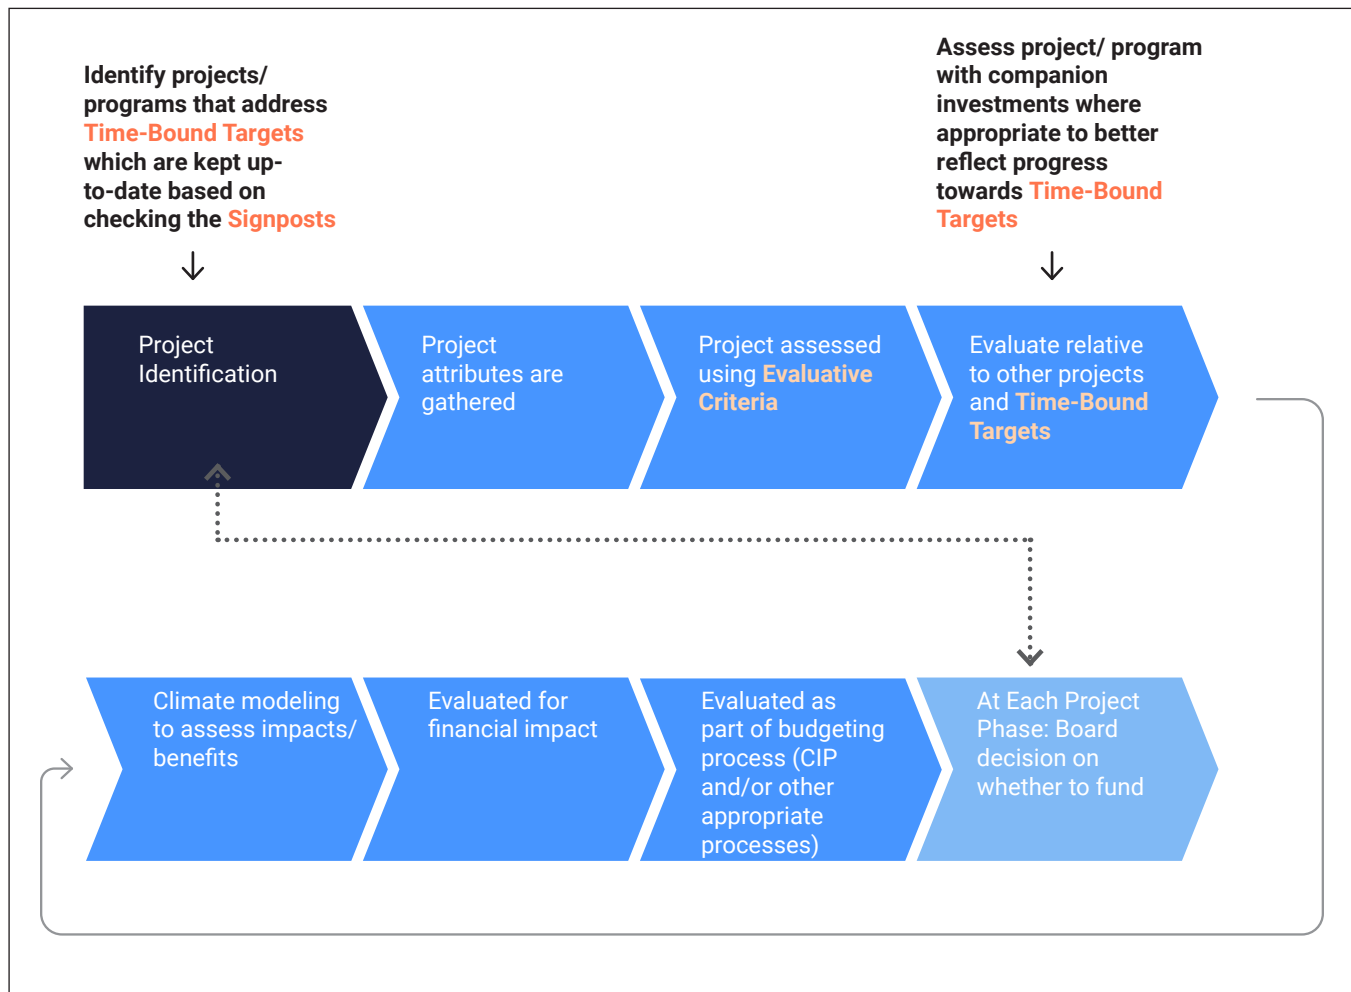 Identify projects/
programs that address
Time-Bound Targets
which are kept up-
to-date based on
checking the Signposts
Assess project/ program
with companion
investments where
appropriate to better
reflect progress
towards Time-Bound
Targets
Project
Identification
Project
attributes are
gathered
Project assessed
using Evaluative
Criteria
Evaluate relative
to other projects
and Time-Bound
Targets
Climate modeling
to assess impacts/
benefits
Evaluated for
financial impact
Evaluated as
part of budgeting
process (CIP
and/or other
appropriate
processes)
At Each Project
Phase: Board
decision on
whether to fund